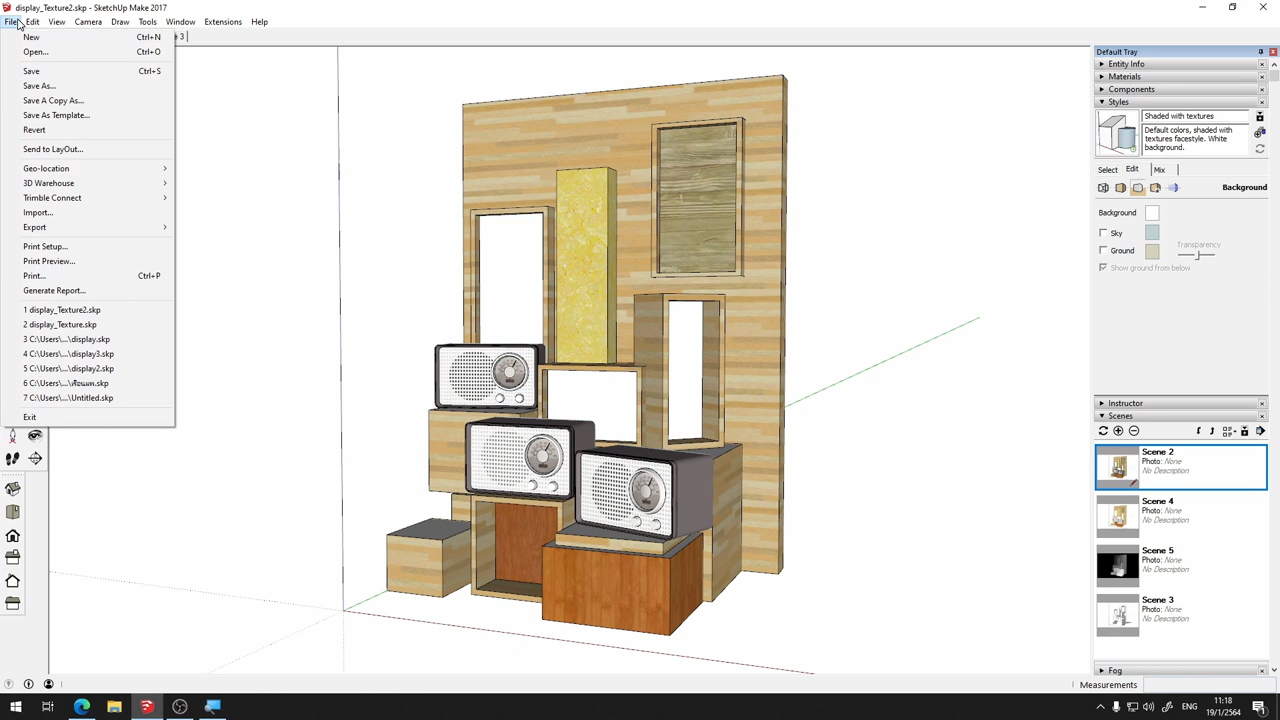 display_Texture2.skp - SketchUp Make 2017
File Edit View Camera Draw Tools Window Extensions Help
3
New Ctrl+N
Open... Ctrl+O
Save Ctrl+S
Save As...
Save A Copy As...
Save As Template...
Revert
Send to LayOut...
Geo-location
3D Warehouse
Trimble Connect
Import...
Export
Print Setup...
Print Preview...
Print... Ctrl+P
Generate Report...
1 display_Texture2.skp
2 display_Texture.skp
3 C:\Users\...\display.skp
4 C:\Users\...\display3.skp
5 C:\Users\...\display2.skp
7 C:\Users\...\Untitled.skp
Exit
Default Tray
Entity Info
Materials
Components
Styles
Shaded with textures
Default colors, shaded with
textures facestyle. White
background.
Select Edit Mix
Background
Background
Sky
Ground
Transparency
Show ground from below
Instructor
Scenes
Scene 2
Photo: None
No Description
Scene 4
Photo: None
No Description
Scene 5
Photo: None
No Description
Scene 3
Photo: None
No Description
Fog
Measurements
ENG
11:18
19/1/2564